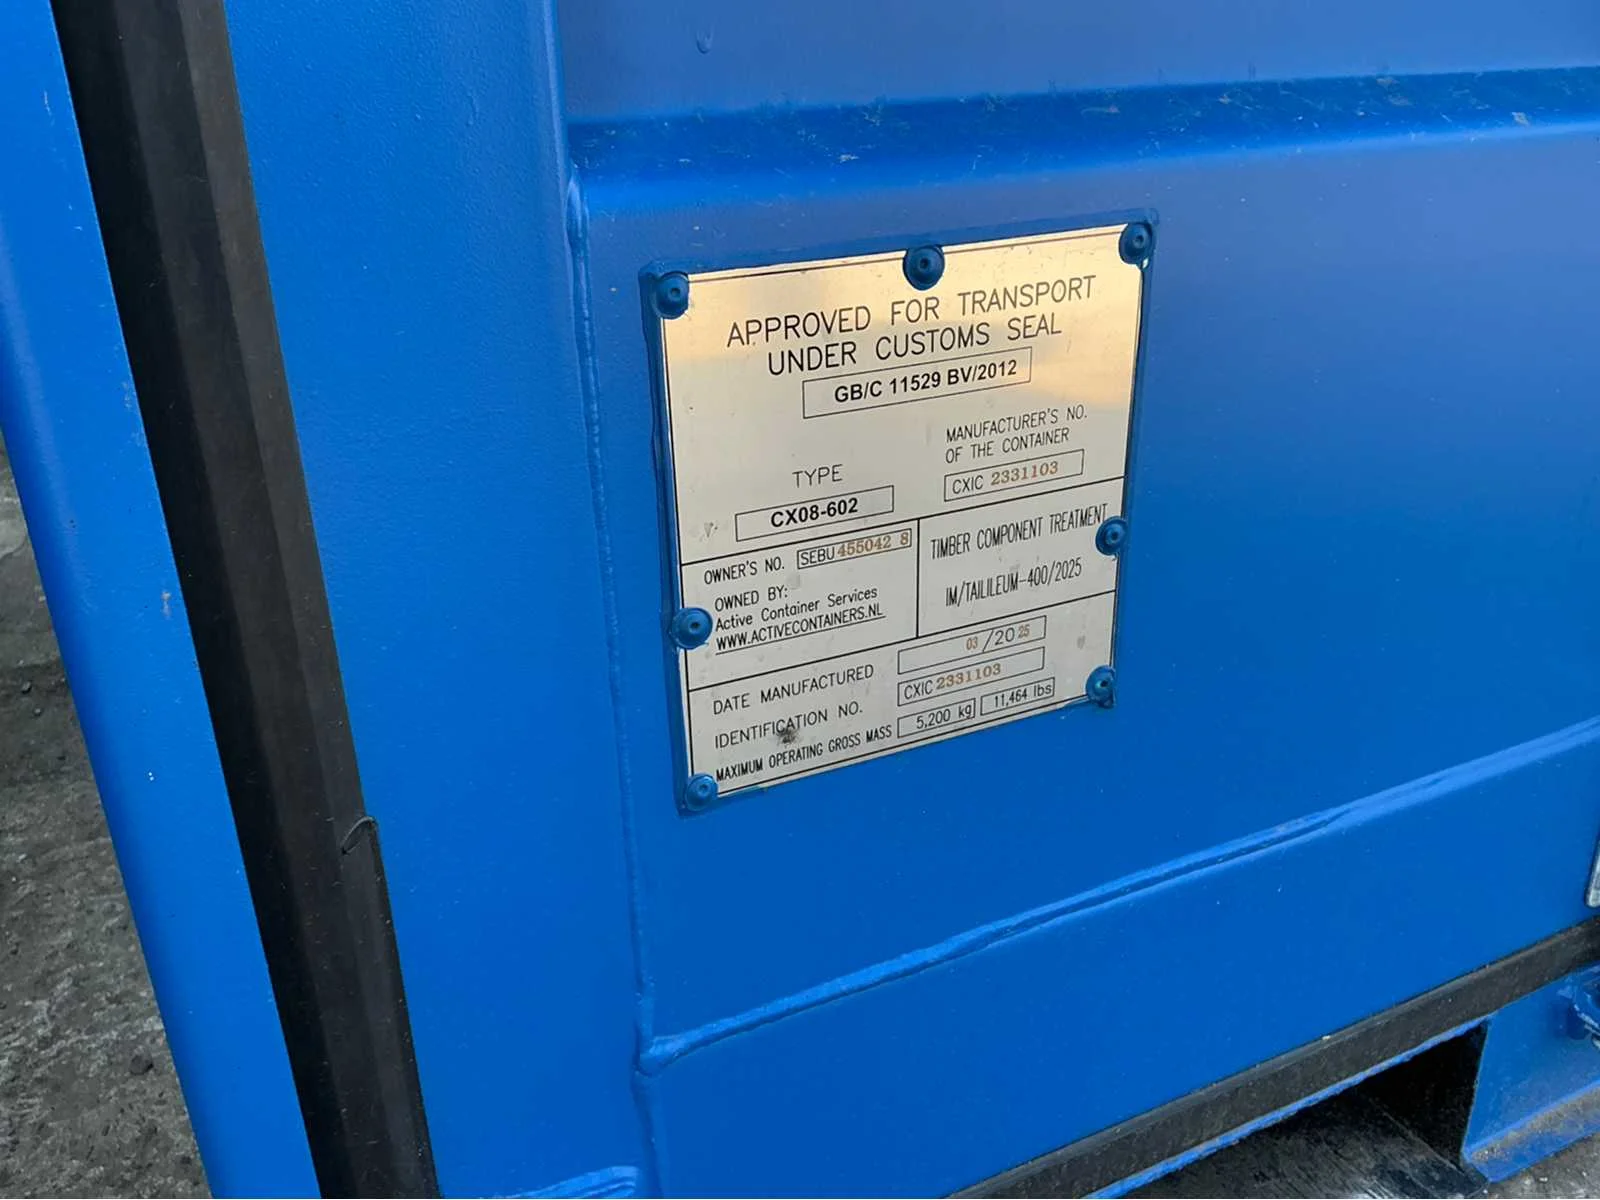 APPROVED FOR TRANSPORT
UNDER CUSTOMS SEAL
GB/C 11529 BV/2012
MANUFACTURER'S NO.
OF THE CONTAINER
CXIC 2331103
TYPE
CX08-602
OWNER'S NO. SEBU 455042 8
OWNED BY:
Active Container Services
WWW.ACTIVECONTAINERS.NL
TIMBER COMPONENT TREATMENT
IM/TAILILEUM-400/2025
DATE MANUFACTURED 03/2025
IDENTIFICATION NO. CXIC 2331103
MAXIMUM OPERATING GROSS MASS 5,200 kg 11,464 lbs